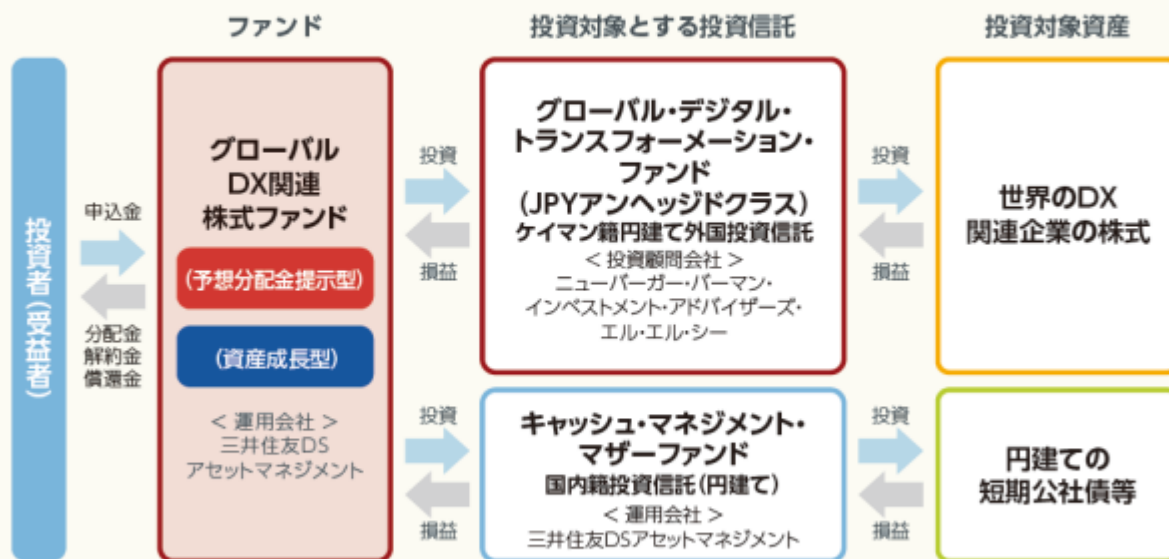 ファンド
投資対象とする投資信託
投資対象資産
投資者(受益者)
申込金
分配金
解約金
償還金
グローバル
DX関連
株式ファンド
(予想分配金提示型)
(資産成長型)
< 運用会社 >
三井住友DS
アセットマネジメント
投資
損益
グローバル・デジタル・
トランスフォーメーション・
ファンド
(JPYアンヘッジドクラス)
ケイマン籍円建て外国投資信託
< 投資顧問会社 >
ニューバーガー・バーマン・
インベストメント・アドバイザーズ・
エル・エル・シー
投資
損益
世界のDX
関連企業の株式
投資
損益
キャッシュ・マネジメント・
マザーファンド
国内籍投資信託(円建て)
< 運用会社 >
三井住友DSアセットマネジメント
投資
損益
円建ての
短期公社債等